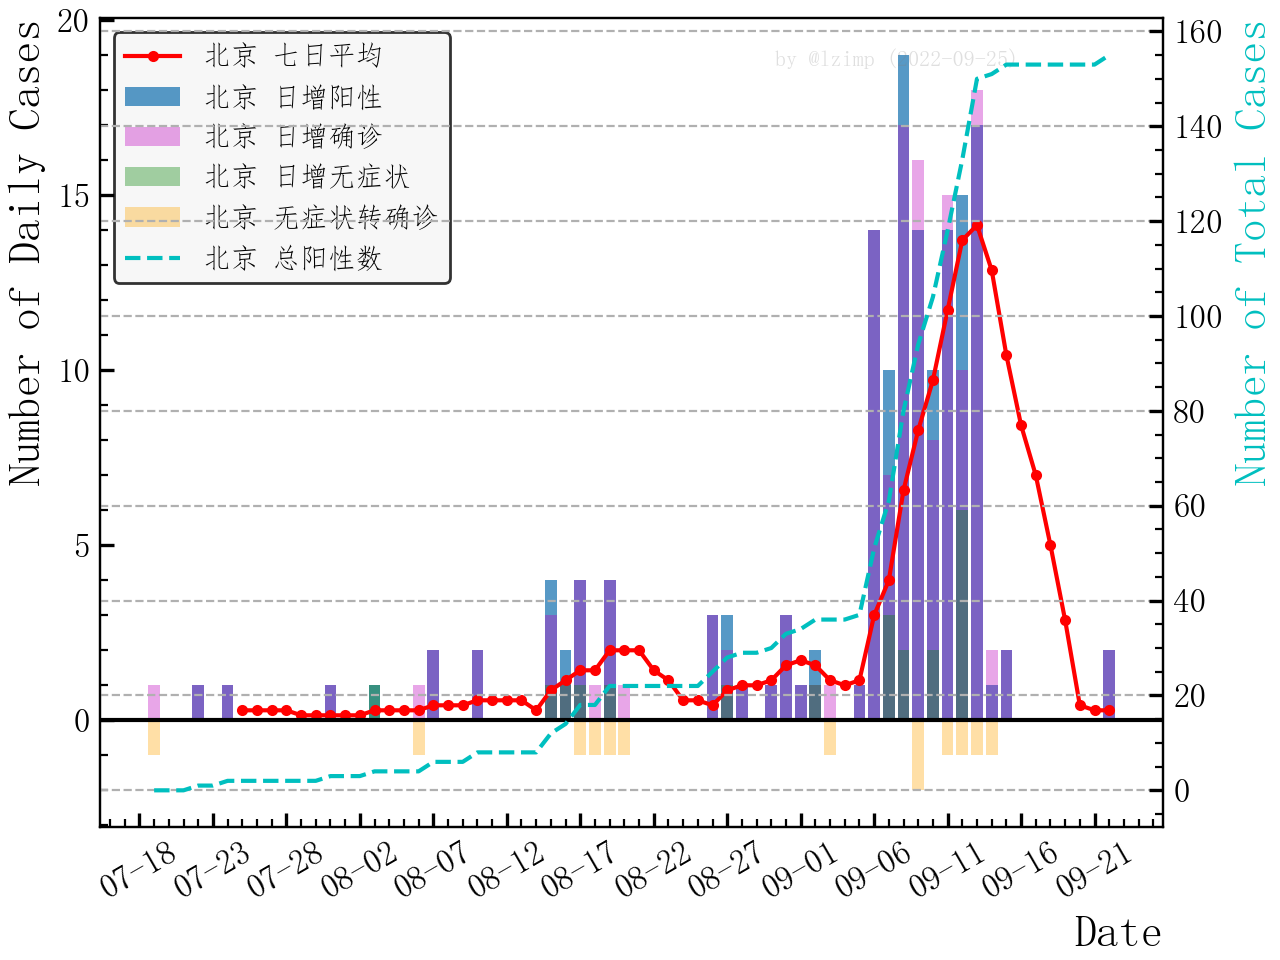 by @lzimp (2022-09-25)
北京 七日平均
北京 日增阳性
北京 日增确诊
北京 日增无症状
北京 无症状转确诊
北京 总阳性数
Number of Daily Cases
20
15
10
5
0
Number of Total Cases
160
140
120
100
80
60
40
20
0
07-18 07-23 07-28 08-02 08-07 08-12 08-17 08-22 08-27 09-01 09-06 09-11 09-16 09-21
Date